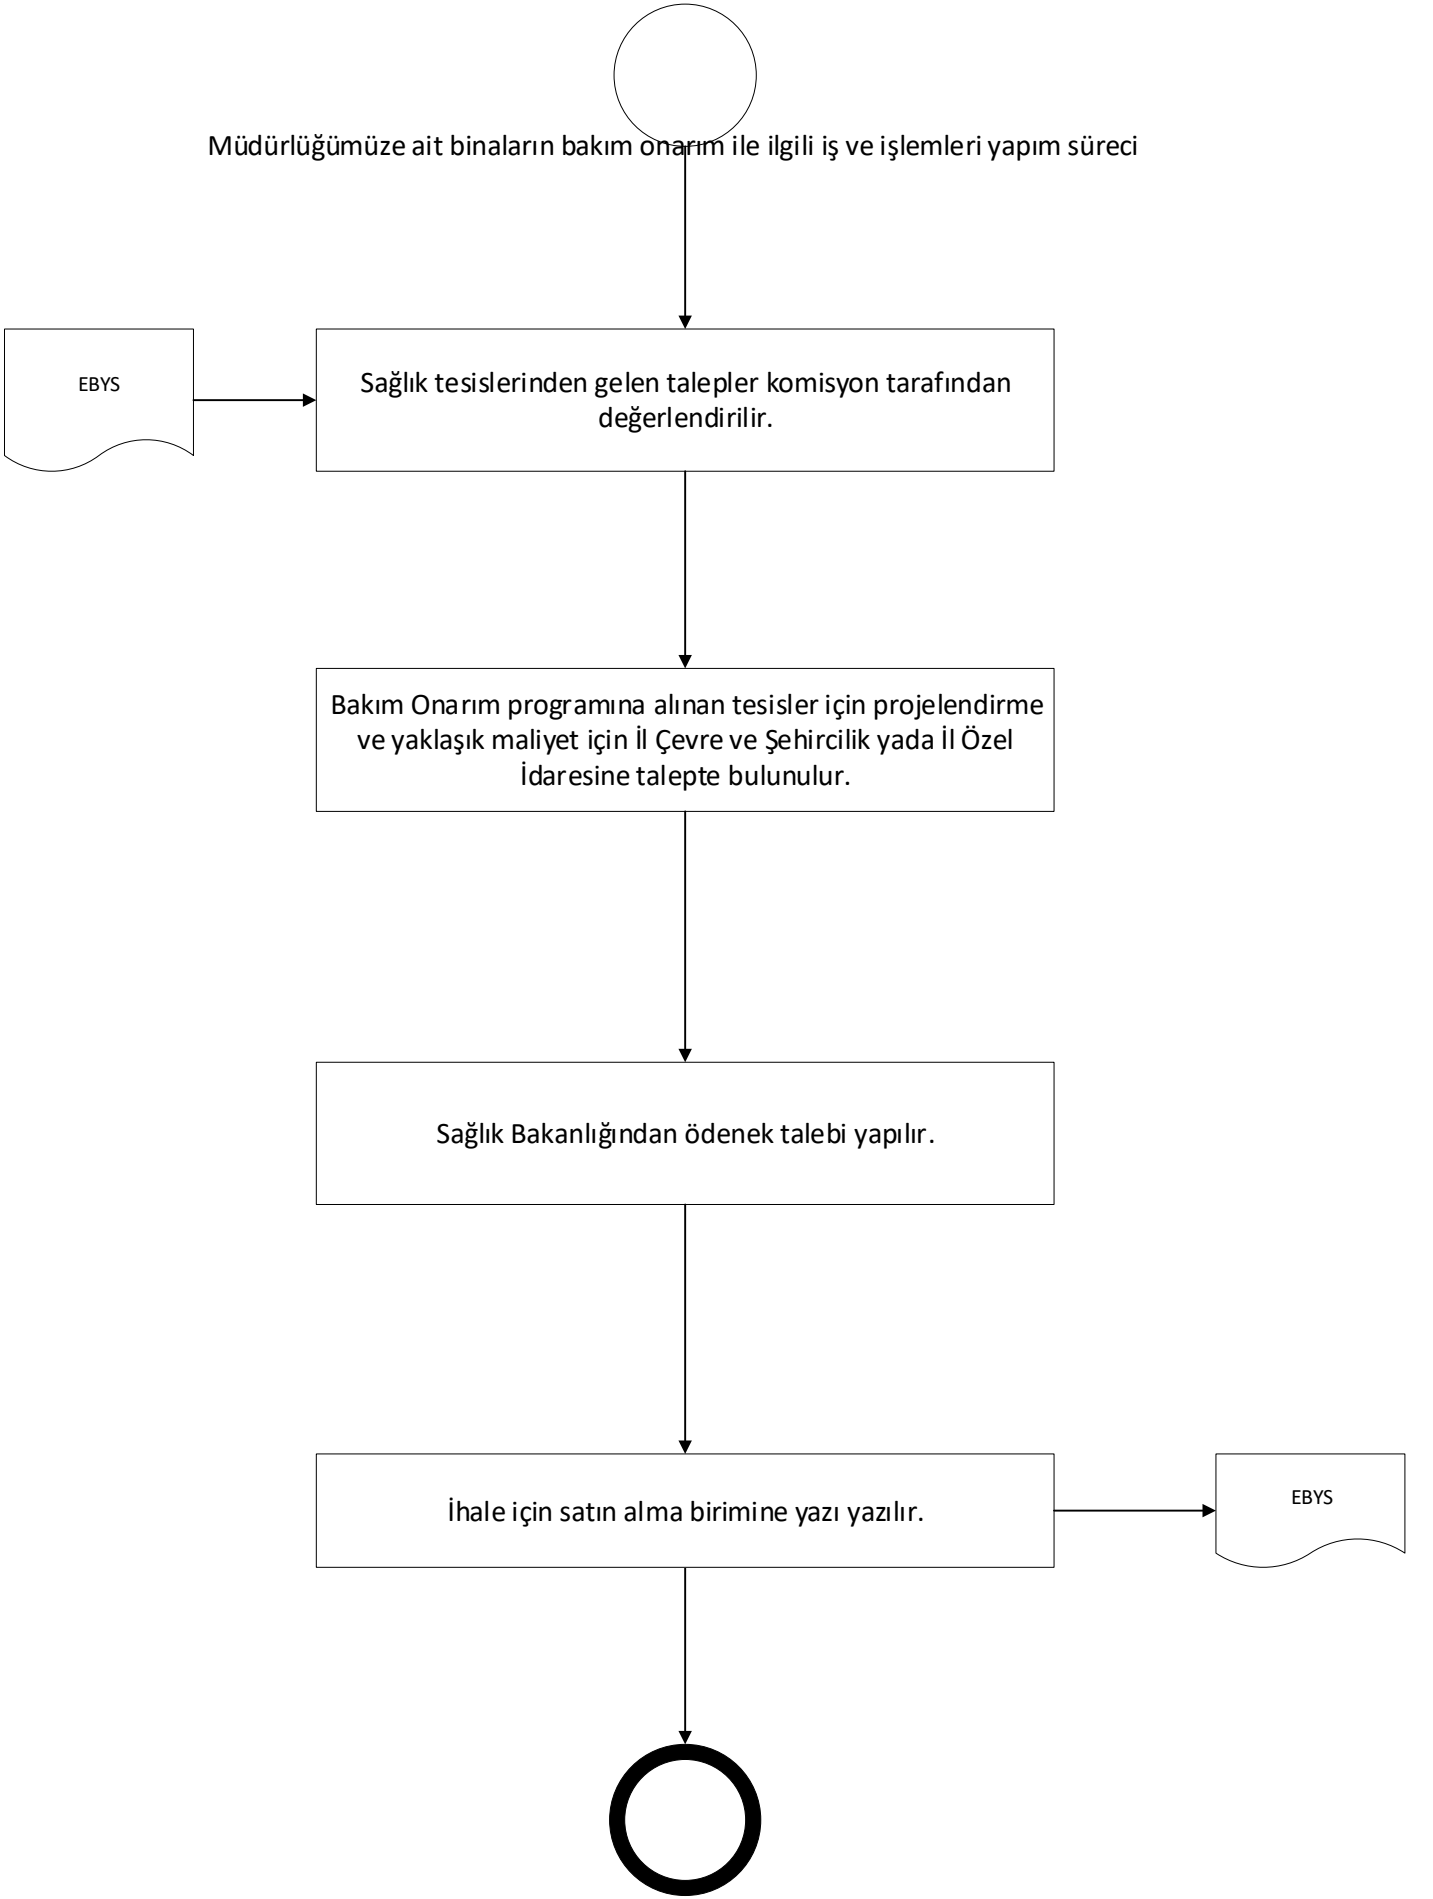 Müdürlüğümüze ait binaların bakım onarım ile ilgili iş ve işlemleri yapım süreci
EBYS
Sağlık tesislerinden gelen talepler komisyon tarafından
değerlendirilir.
Bakım Onarım programına alınan tesisler için projelendirme
ve yaklaşık maliyet için İl Çevre ve Şehircilik yada İl Özel
İdaresine talepte bulunulur.
Sağlık Bakanlığından ödenek talebi yapılır.
İhale için satın alma birimine yazı yazılır.
EBYS